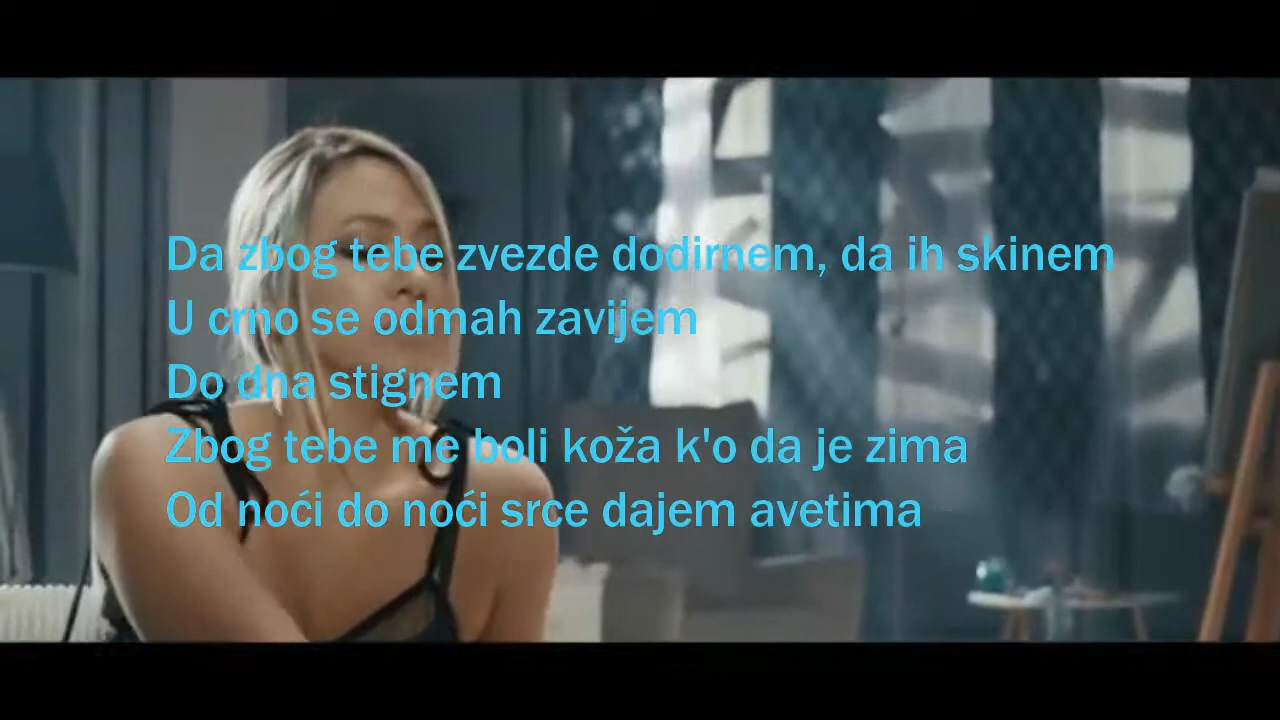 Da zbog tebe zvezde dodirnem, da ih skinem
U crno se odmah zavijem
Do dna stignem
Zbog tebe me boli koža k'o da je zima
Od noći do noći srce dajem avetima